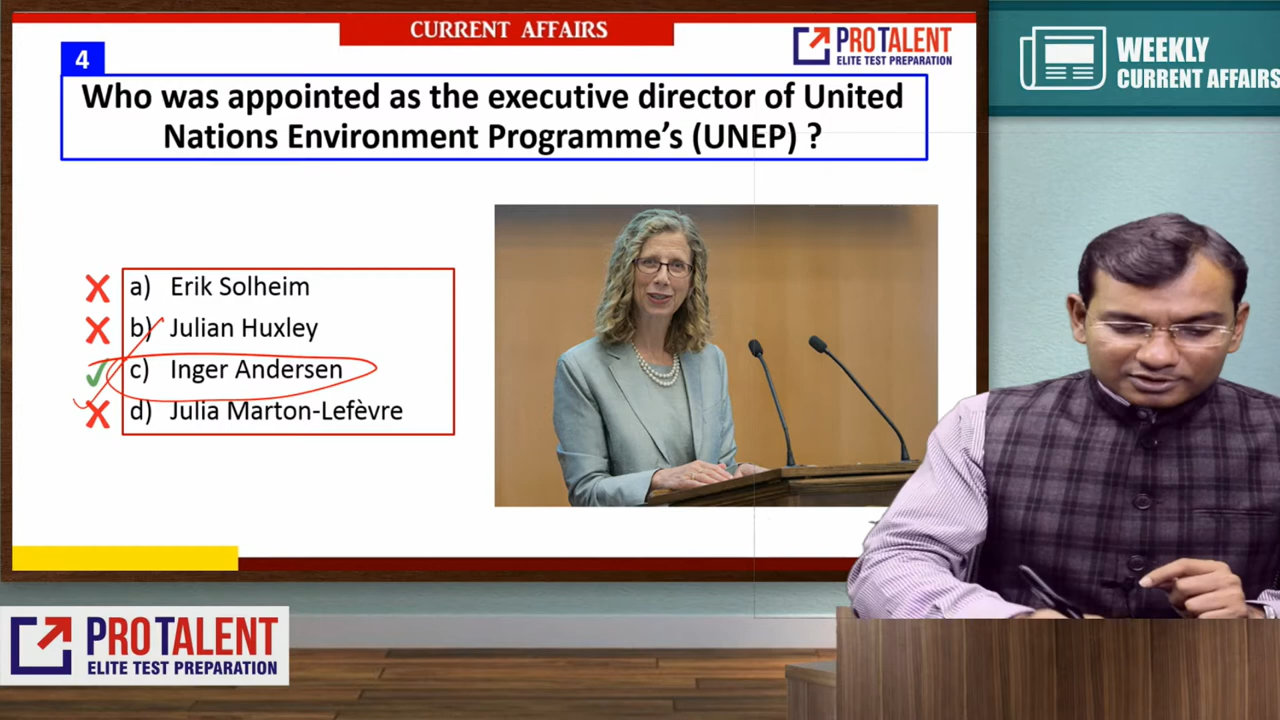 CURRENT AFFAIRS
PROTALENT
ELITE TEST PREPARATION
WEEKLY
CURRENT AFFAIRS
4
Who was appointed as the executive director of United
Nations Environment Programme's (UNEP) ?
a) Erik Solheim
b) Julian Huxley
c) Inger Andersen
d) Julia Marton-Lefèvre
PROTALENT
ELITE TEST PREPARATION